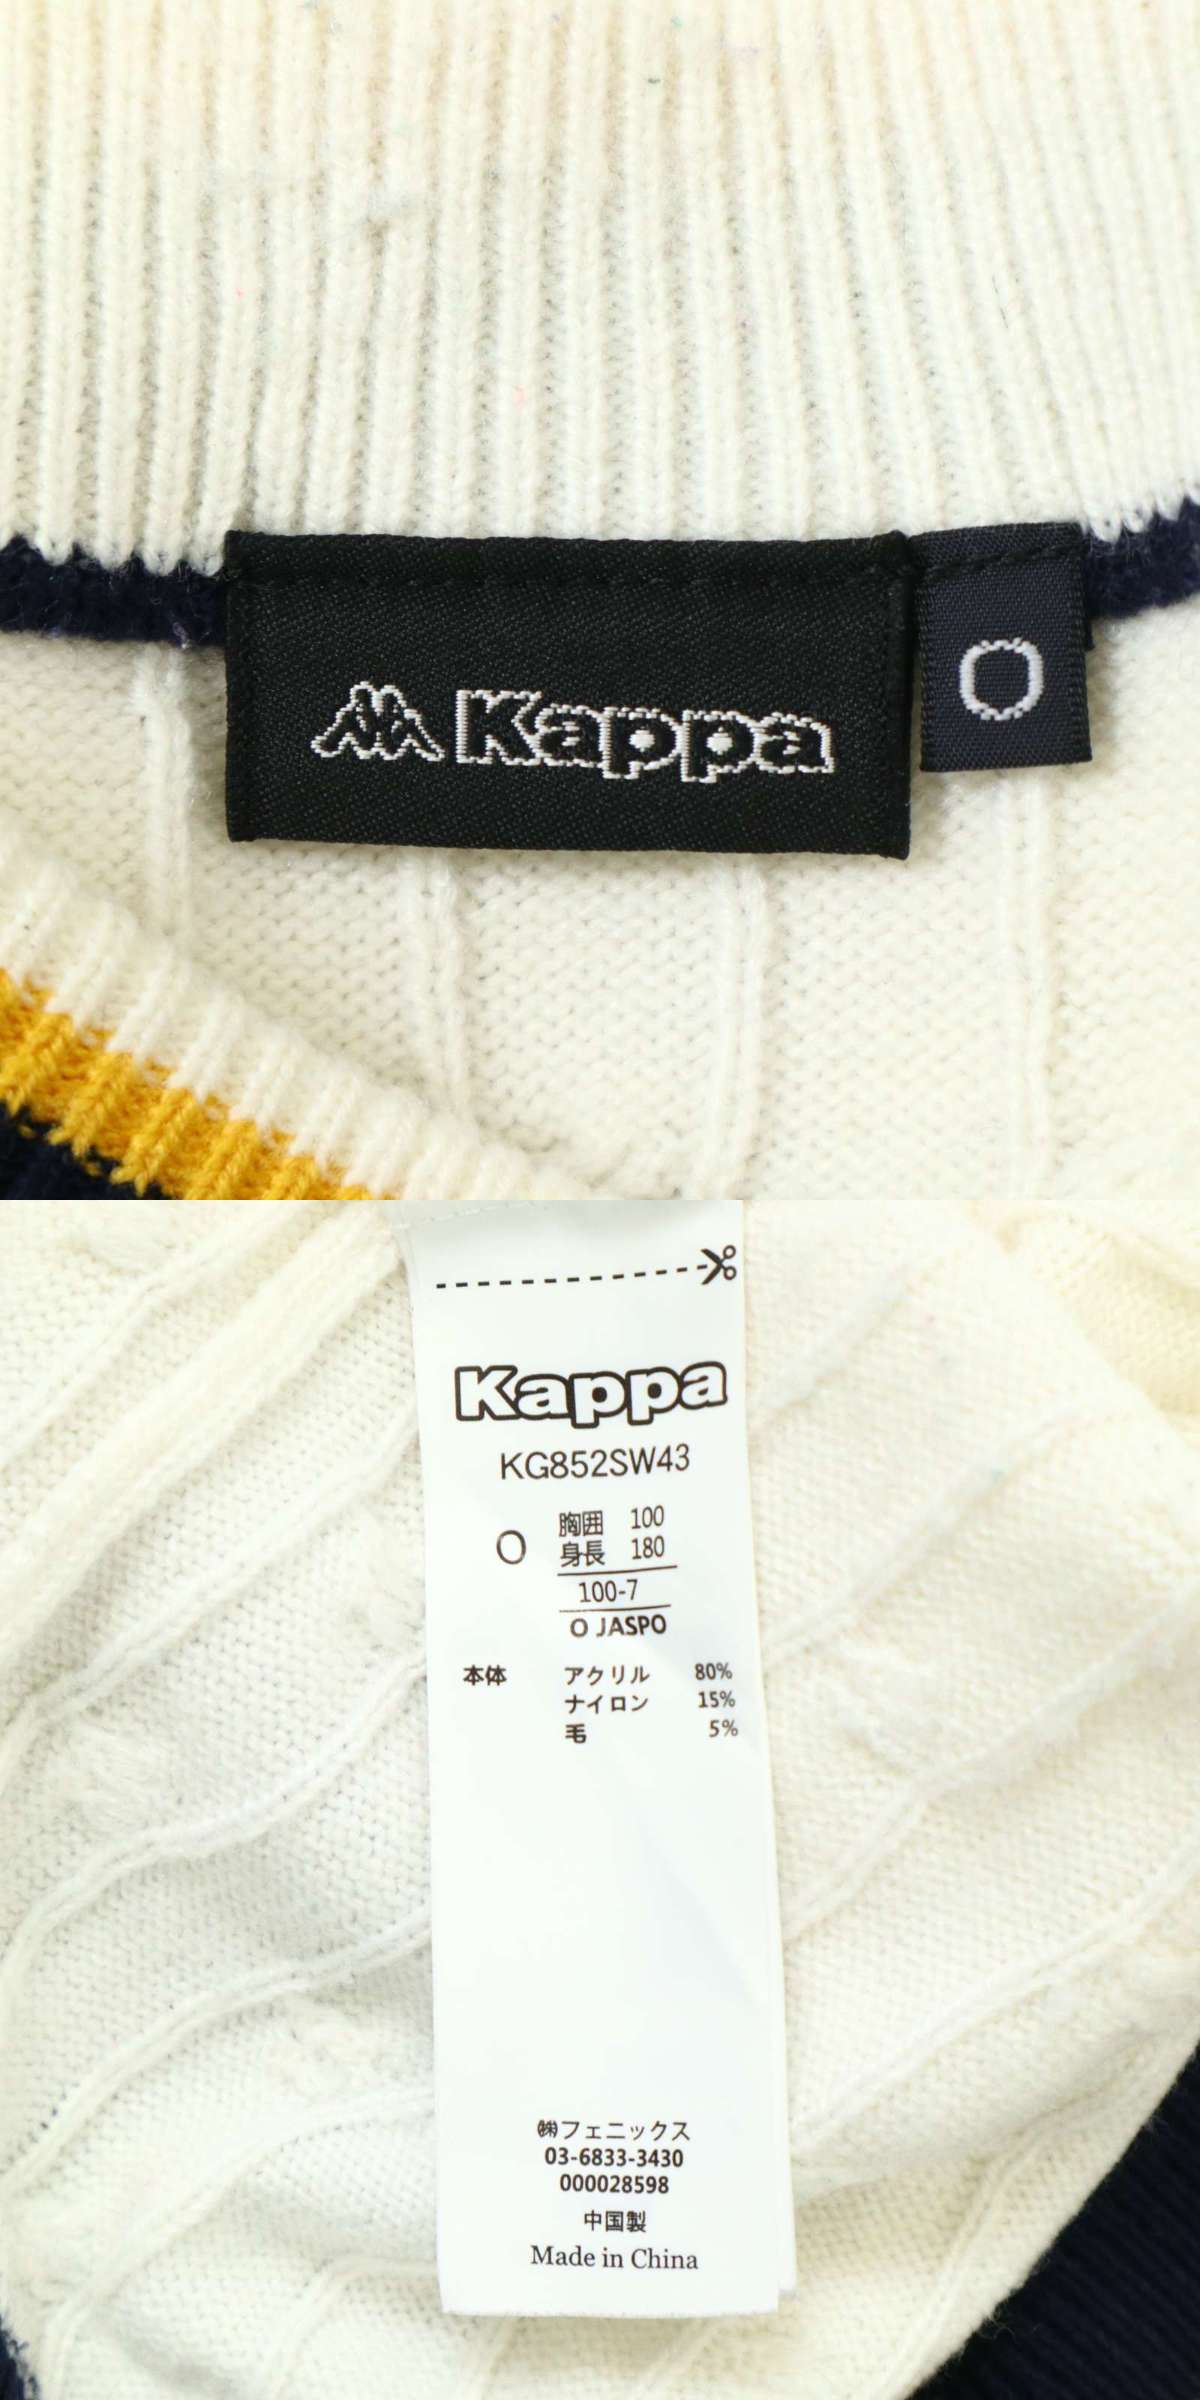 Kappa
O
Kappa
KG852SW43
O 胸囲 100
身長 180
100-7
O JASPO
本体 アクリル 80%
ナイロン 15%
毛 5%
㈱フェニックス
03-6833-3430
000028598
中国製
Made in China